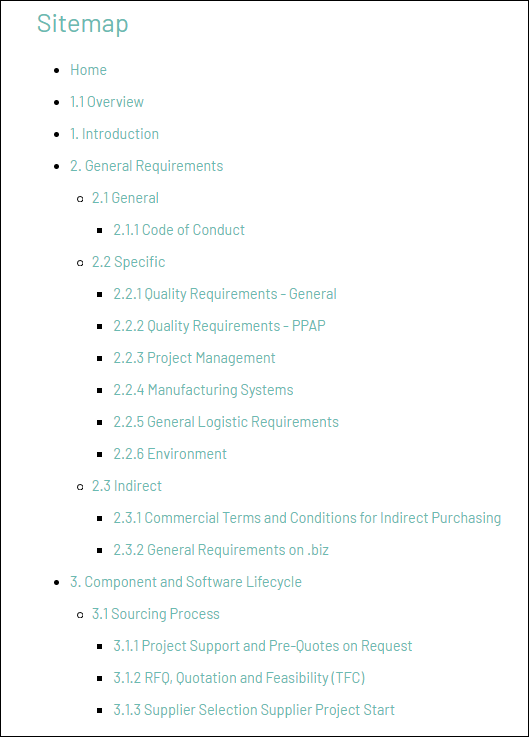 Sitemap
Home
1.1 Overview
1. Introduction
2. General Requirements
2.1 General
2.1.1 Code of Conduct
2.2 Specific
2.2.1 Quality Requirements - General
2.2.2 Quality Requirements - PPAP
2.2.3 Project Management
2.2.4 Manufacturing Systems
2.2.5 General Logistic Requirements
2.2.6 Environment
2.3 Indirect
2.3.1 Commercial Terms and Conditions for Indirect Purchasing
2.3.2 General Requirements on .biz
3. Component and Software Lifecycle
3.1 Sourcing Process
3.1.1 Project Support and Pre-Quotes on Request
3.1.2 RFQ, Quotation and Feasibility (TFC)
3.1.3 Supplier Selection Supplier Project Start